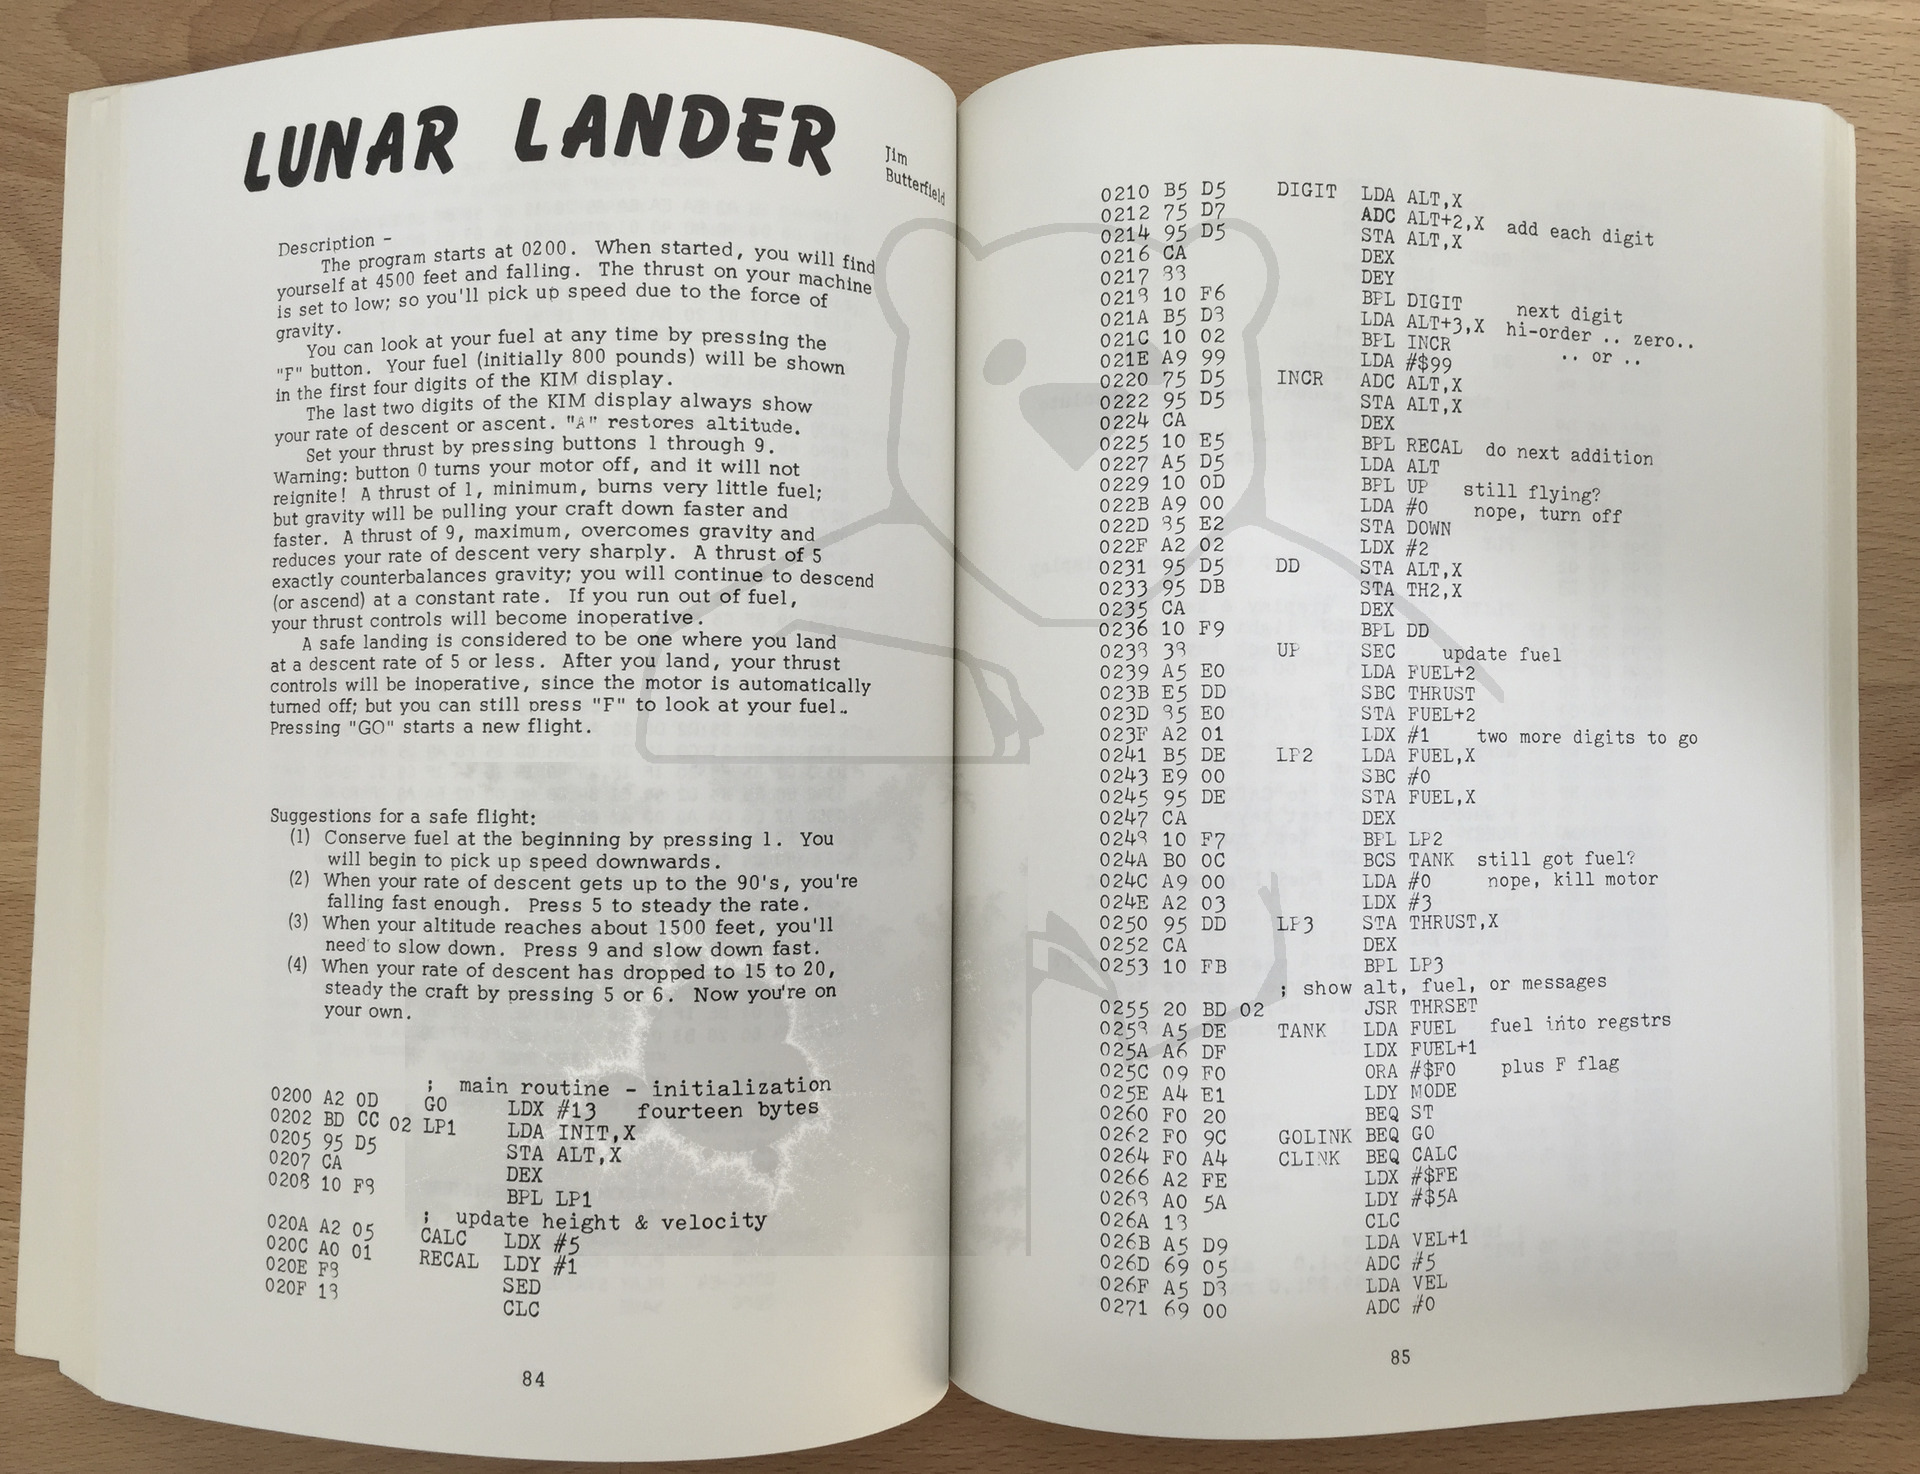 LUNAR LANDER
Jim
Butterfield
Description -
The program starts at 0200. When started, you will find
yourself at 4500 feet and falling. The thrust on your machine
is set to low; so you'll pick up speed due to the force of
gravity.
You can look at your fuel at any time by pressing the
"F" button. Your fuel (initially 800 pounds) will be shown
in the first four digits of the KIM display.
The last two digits of the KIM display always show
your rate of descent or ascent. "A" restores altitude.
Set your thrust by pressing buttons 1 through 9.
Warning: button 0 turns your motor off, and it will not
reignite! A thrust of 1, minimum, burns very little fuel;
but gravity will be pulling your craft down faster and
faster. A thrust of 9, maximum, overcomes gravity and
reduces your rate of descent very sharply. A thrust of 5
exactly counterbalances gravity; you will continue to descend
(or ascend) at a constant rate. If you run out of fuel,
your thrust controls will become inoperative.
A safe landing is considered to be one where you land
at a descent rate of 5 or less. After you land, your thrust
controls will be inoperative, since the motor is automatically
turned off; but you can still press "F" to look at your fuel..
Pressing "GO" starts a new flight.
Suggestions for a safe flight:
(1) Conserve fuel at the beginning by pressing 1. You
will begin to pick up speed downwards.
(2) When your rate of descent gets up to the 90's, you're
falling fast enough. Press 5 to steady the rate.
(3) When your altitude reaches about 1500 feet, you'll
need to slow down. Press 9 and slow down fast.
(4) When your rate of descent has dropped to 15 to 20,
steady the craft by pressing 5 or 6. Now you're on
your own.
; main routine - initialization
0200 A2 0D GO LDX #13 fourteen bytes
0202 BD CC 02 LP1 LDA INIT,X
0205 95 D5 STA ALT,X
0207 CA DEX
0208 10 F8 BPL LP1
; update height & velocity
020A A2 05 CALC LDX #5
020C A0 01 RECAL LDY #1
020E F8 SED
020F 18 CLC
84
0210 B5 D5 DIGIT LDA ALT,X
0212 75 D7 ADC ALT+2,X add each digit
0214 95 D5 STA ALT,X
0216 CA DEX
0217 88 DEY
0218 10 F6 BPL DIGIT next digit
021A B5 D8 LDA ALT+3,X hi-order .. zero..
021C 10 02 BPL INCR .. or ..
021E A9 99 LDA #$99
0220 75 D5 INCR ADC ALT,X
0222 95 D5 STA ALT,X
0224 CA DEX
0225 10 E5 BPL RECAL do next addition
0227 A5 D5 LDA ALT
0229 10 0D BPL UP still flying?
022B A9 00 LDA #0 nope, turn off
022D 85 E2 STA DOWN
022F A2 02 LDX #2
0231 95 D5 DD STA ALT,X
0233 95 DB STA TH2,X
0235 CA DEX
0236 10 F9 BPL DD
0238 38 UP SEC update fuel
0239 A5 E0 LDA FUEL+2
023B E5 DD SBC THRUST
023D 85 E0 STA FUEL+2
023F A2 01 LDX #1 two more digits to go
0241 B5 DE LP2 LDA FUEL,X
0243 E9 00 SBC #0
0245 95 DE STA FUEL,X
0247 CA DEX
0248 10 F7 BPL LP2
024A B0 0C BCS TANK still got fuel?
024C A9 00 LDA #0 nope, kill motor
024E A2 03 LDX #3
0250 95 DD LP3 STA THRUST,X
0252 CA DEX
0253 10 FB BPL LP3
; show alt, fuel, or messages
0255 20 BD 02 JSR THRSET
0258 A5 DE TANK LDA FUEL fuel into regstrs
025A A6 DF LDX FUEL+1
025C 09 F0 ORA #$F0 plus F flag
025E A4 E1 LDY MODE
0260 F0 20 BEQ ST
0262 F0 9C GOLINK BEQ GO
0264 F0 A4 CLINK BEQ CALC
0266 A2 FE LDX #$FE
0268 A0 5A LDY #$5A
026A 18 CLC
026B A5 D9 LDA VEL+1
026D 69 05 ADC #5
026F A5 D8 LDA VEL
0271 69 00 ADC #0
85